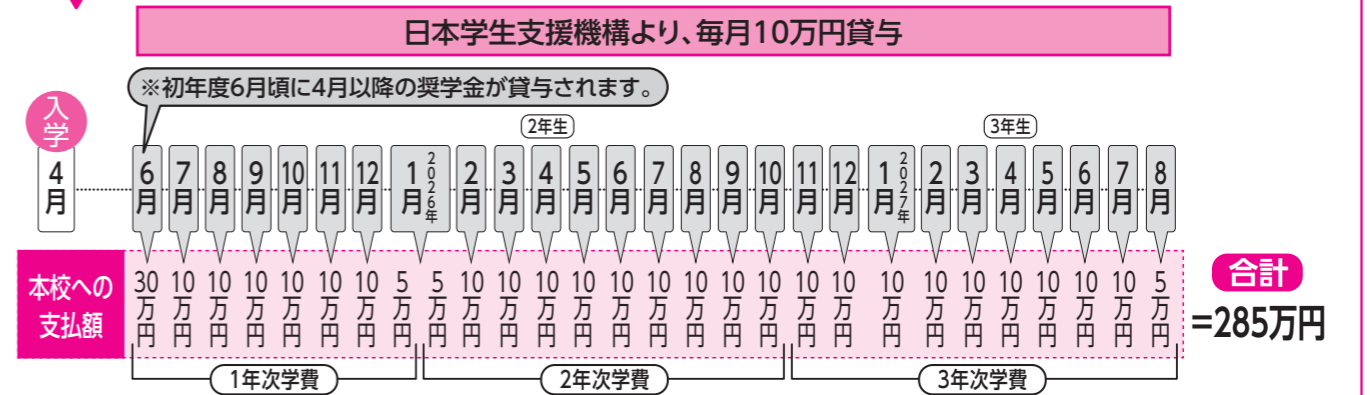 日本学生支援機構より、毎月10万円貸与
※初年度6月頃に4月以降の奨学金が貸与されます。
入学
2年生
3年生
4月 6月 7月 8月 9月 10月 11月 12月 1月 2026年 2月 3月 4月 5月 6月 7月 8月 9月 10月 11月 12月 1月 2027年 2月 3月 4月 5月 6月 7月 8月
本校への
支払額
30万円 10万円 10万円 10万円 10万円 10万円 10万円 5万円 5万円 10万円 10万円 10万円 10万円 10万円 10万円 10万円 10万円 10万円 10万円 10万円 10万円 10万円 10万円 10万円 10万円 10万円 5万円
合計
=285万円
1年次学費
2年次学費
3年次学費